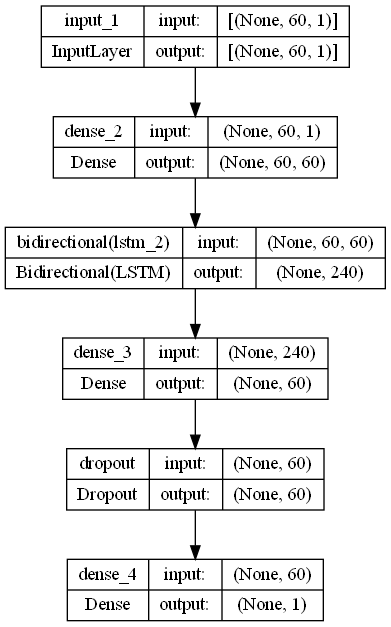 input_1 input: [(None, 60, 1)]
InputLayer output: [(None, 60, 1)]
dense_2 input: (None, 60, 1)
Dense output: (None, 60, 60)
bidirectional(lstm_2) input: (None, 60, 60)
Bidirectional(LSTM) output: (None, 240)
dense_3 input: (None, 240)
Dense output: (None, 60)
dropout input: (None, 60)
Dropout output: (None, 60)
dense_4 input: (None, 60)
Dense output: (None, 1)